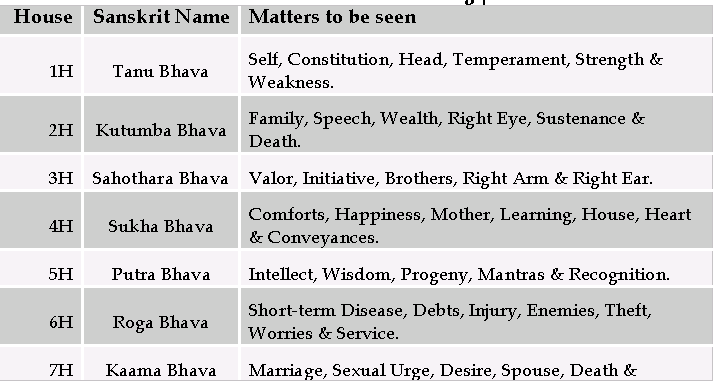 House Sanskrit Name Matters to be seen
1H Tanu Bhava Self, Constitution, Head, Temperament, Strength &
Weakness.
2H Kutumba Bhava Family, Speech, Wealth, Right Eye, Sustenance &
Death.
3H Sahothara Bhava Valor, Initiative, Brothers, Right Arm & Right Ear.
4H Sukha Bhava Comforts, Happiness, Mother, Learning, House, Heart
& Conveyances.
5H Putra Bhava Intellect, Wisdom, Progeny, Mantras & Recognition.
6H Roga Bhava Short-term Disease, Debts, Injury, Enemies, Theft,
Worries & Service.
7H Kaama Bhava Marriage, Sexual Urge, Desire, Spouse, Death &